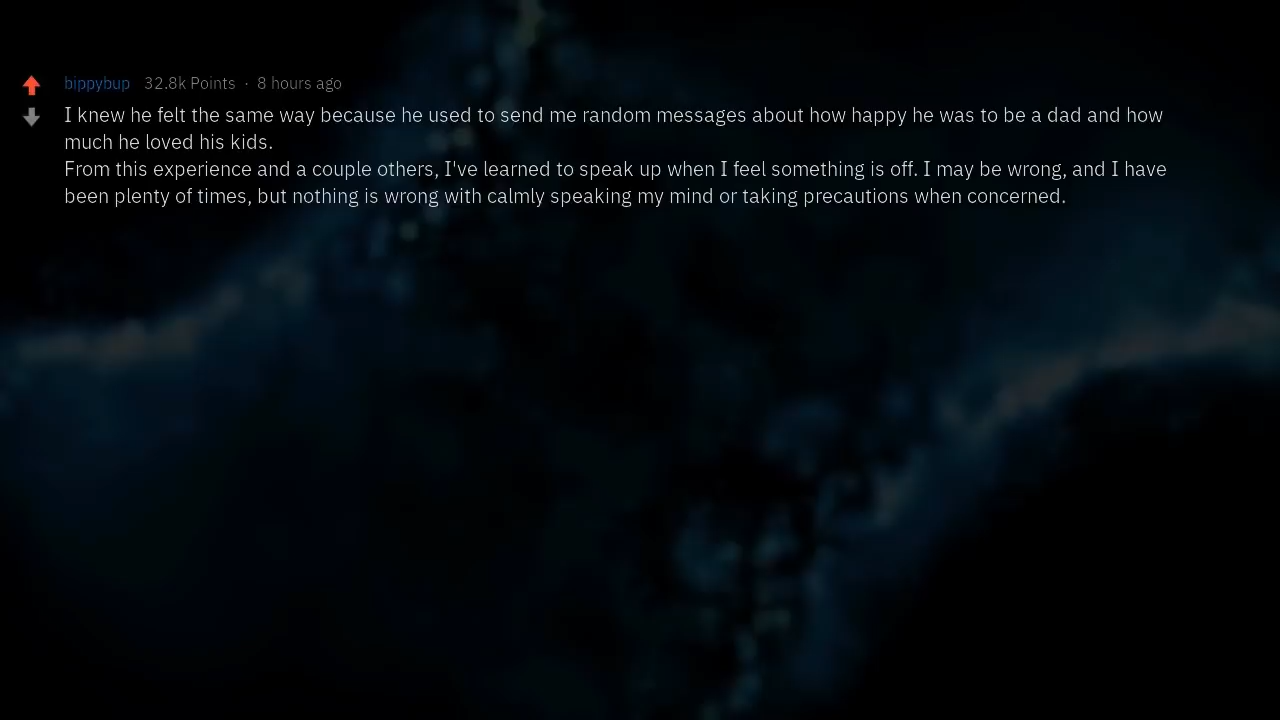 bippybup 32.8k Points · 8 hours ago
I knew he felt the same way because he used to send me random messages about how happy he was to be a dad and how
much he loved his kids.
From this experience and a couple others, I've learned to speak up when I feel something is off. I may be wrong, and I have
been plenty of times, but nothing is wrong with calmly speaking my mind or taking precautions when concerned.